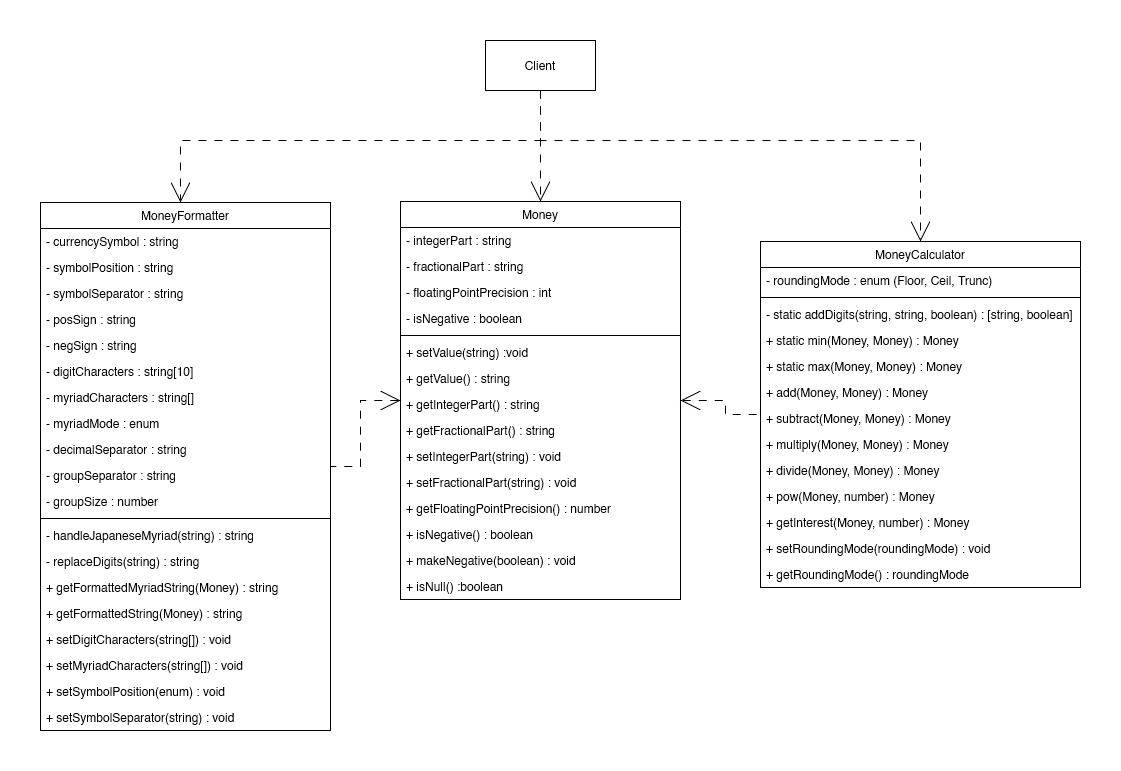 Client
MoneyFormatter
- currencySymbol : string
- symbolPosition : string
- symbolSeparator : string
- posSign : string
- negSign : string
- digitCharacters : string[10]
- myriadCharacters : string[]
- myriadMode : enum
- decimalSeparator : string
- groupSeparator : string
- groupSize : number
- handleJapaneseMyriad(string) : string
- replaceDigits(string) : string
+ getFormattedMyriadString(Money) : string
+ getFormattedString(Money) : string
+ setDigitCharacters(string[]) : void
+ setMyriadCharacters(string[]) : void
+ setSymbolPosition(enum) : void
+ setSymbolSeparator(string) : void
Money
- integerPart : string
- fractionalPart : string
- floatingPointPrecision : int
- isNegative : boolean
+ setValue(string) :void
+ getValue() : string
+ getIntegerPart() : string
+ getFractionalPart() : string
+ setIntegerPart(string) : void
+ setFractionalPart(string) : void
+ getFloatingPointPrecision() : number
+ isNegative() : boolean
+ makeNegative(boolean) : void
+ isNull() :boolean
MoneyCalculator
- roundingMode : enum (Floor, Ceil, Trunc)
- static addDigits(string, string, boolean) : [string, boolean]
+ static min(Money, Money) : Money
+ static max(Money, Money) : Money
+ add(Money, Money) : Money
+ subtract(Money, Money) : Money
+ multiply(Money, Money) : Money
+ divide(Money, Money) : Money
+ pow(Money, number) : Money
+ getInterest(Money, number) : Money
+ setRoundingMode(roundingMode) : void
+ getRoundingMode() : roundingMode